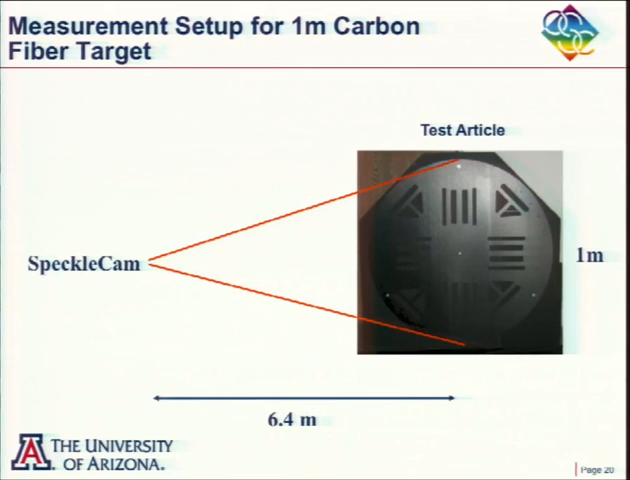 Measurement Setup for 1m Carbon
Fiber Target
Test Article
SpeckleCam
1m
6.4 m
A
THE UNIVERSITY
OF ARIZONA.
Page 20